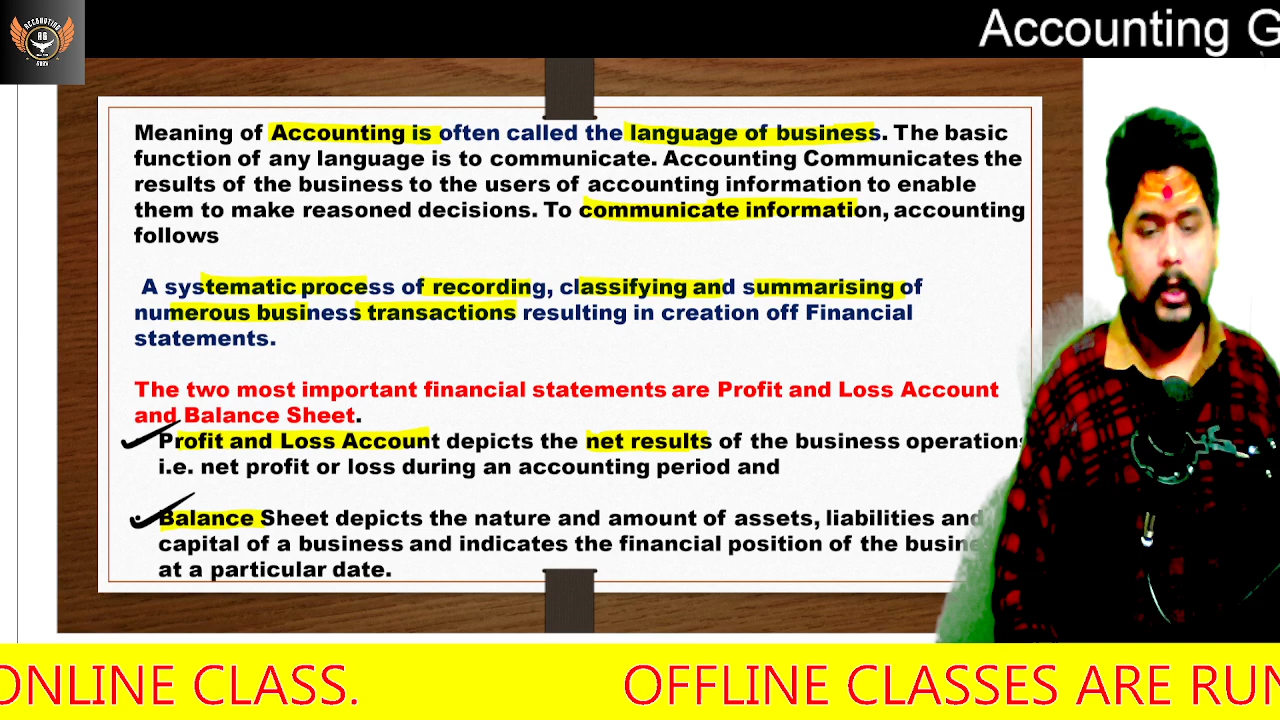 ACCOUNTING
AG
GURU
Accounting G
Meaning of Accounting is often called the language of business. The basic
function of any language is to communicate. Accounting Communicates the
results of the business to the users of accounting information to enable
them to make reasoned decisions. To communicate information, accounting
follows
A systematic process of recording, classifying and summarising of
numerous business transactions resulting in creation off Financial
statements.
The two most important financial statements are Profit and Loss Account
and Balance Sheet.
Profit and Loss Account depicts the net results of the business operations
i.e. net profit or loss during an accounting period and
• Balance Sheet depicts the nature and amount of assets, liabilities and
capital of a business and indicates the financial position of the busine
at a particular date.
ONLINE CLASS. OFFLINE CLASSES ARE RUN